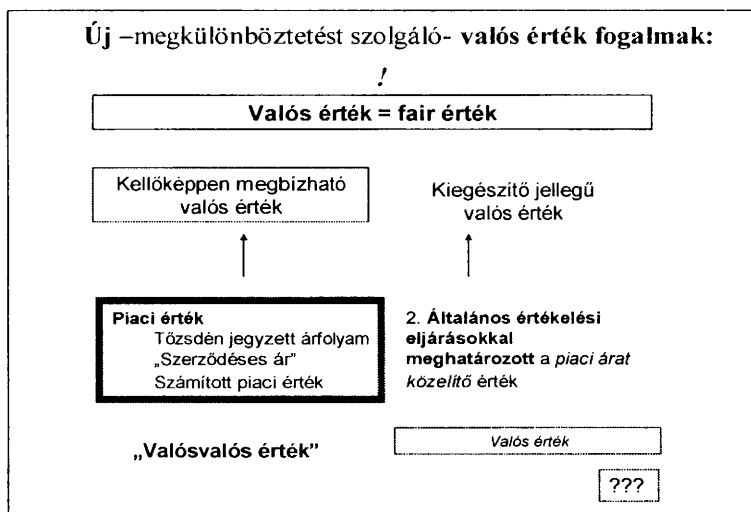 Új –megkülönböztetést szolgáló- valós érték fogalmak:
!
Valós érték = fair érték
Kellőképpen megbízható
valós érték
Kiegészítő jellegű
valós érték
Piaci érték
Tőzsdén jegyzett árfolyam
„Szerződéses ár”
Számított piaci érték
2. Általános értékelési
eljárásokkal
meghatározott a piaci árat
közelítő érték
„Valósvalós érték”
Valós érték
???